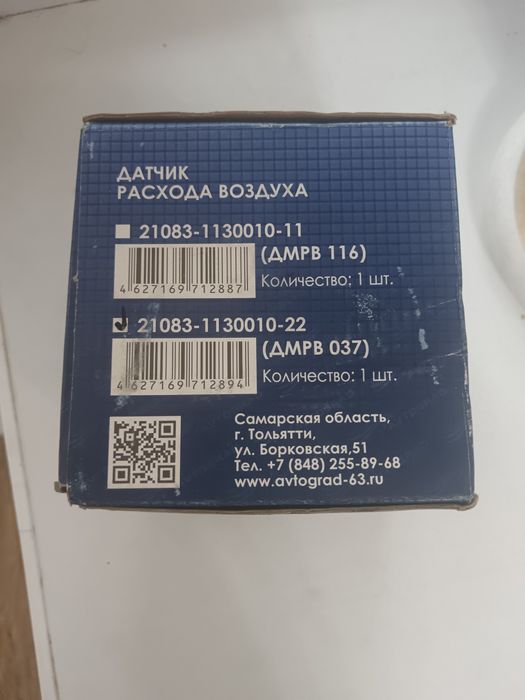 ДАТЧИК
РАСХОДА ВОЗДУХА
21083-1130010-11
(ДМРВ 116)
Количество: 1 шт.
4 627169 712887
21083-1130010-22
(ДМРВ 037)
Количество: 1 шт.
4 627169 712894
Самарская область,
г. Тольятти,
ул. Борковская,51
Тел. +7 (848) 255-89-68
www.avtograd-63.ru